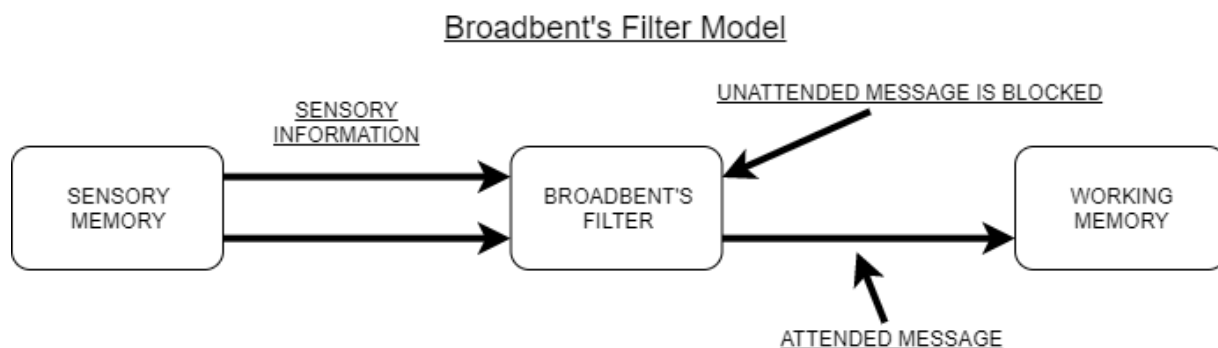 Broadbent's Filter Model
UNATTENDED MESSAGE IS BLOCKED
SENSORY
INFORMATION
SENSORY
MEMORY
BROADBENT'S
FILTER
WORKING
MEMORY
ATTENDED MESSAGE